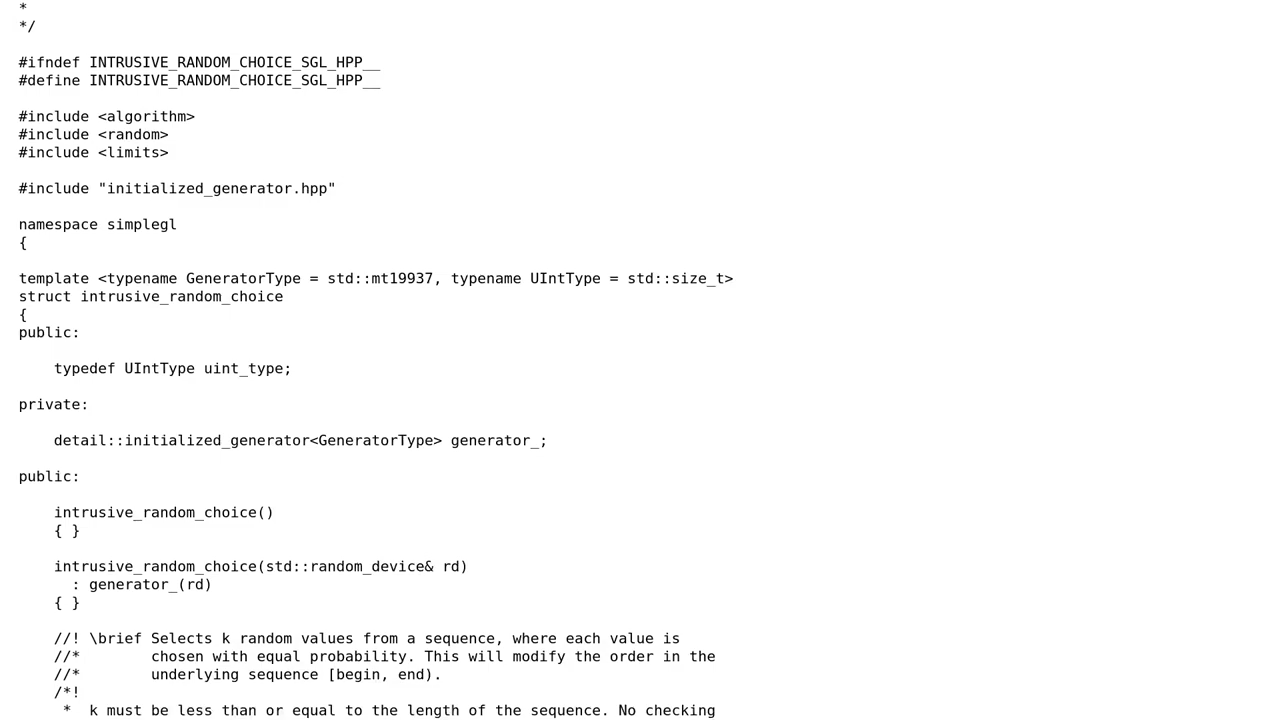 *
*/
#ifndef INTRUSIVE_RANDOM_CHOICE_SGL_HPP__
#define INTRUSIVE_RANDOM_CHOICE_SGL_HPP__
#include <algorithm>
#include <random>
#include <limits>
#include "initialized_generator.hpp"
namespace simplegl
{
template <typename GeneratorType = std::mt19937, typename UIntType = std::size_t>
struct intrusive_random_choice
{
public:
    typedef UIntType uint_type;
private:
    detail::initialized_generator<GeneratorType> generator_;
public:
    intrusive_random_choice()
    { }
    intrusive_random_choice(std::random_device& rd)
      : generator_(rd)
    { }
    //! \brief Selects k random values from a sequence, where each value is
    //*        chosen with equal probability. This will modify the order in the
    //*        underlying sequence [begin, end).
    /*!
     *  k must be less than or equal to the length of the sequence. No checking